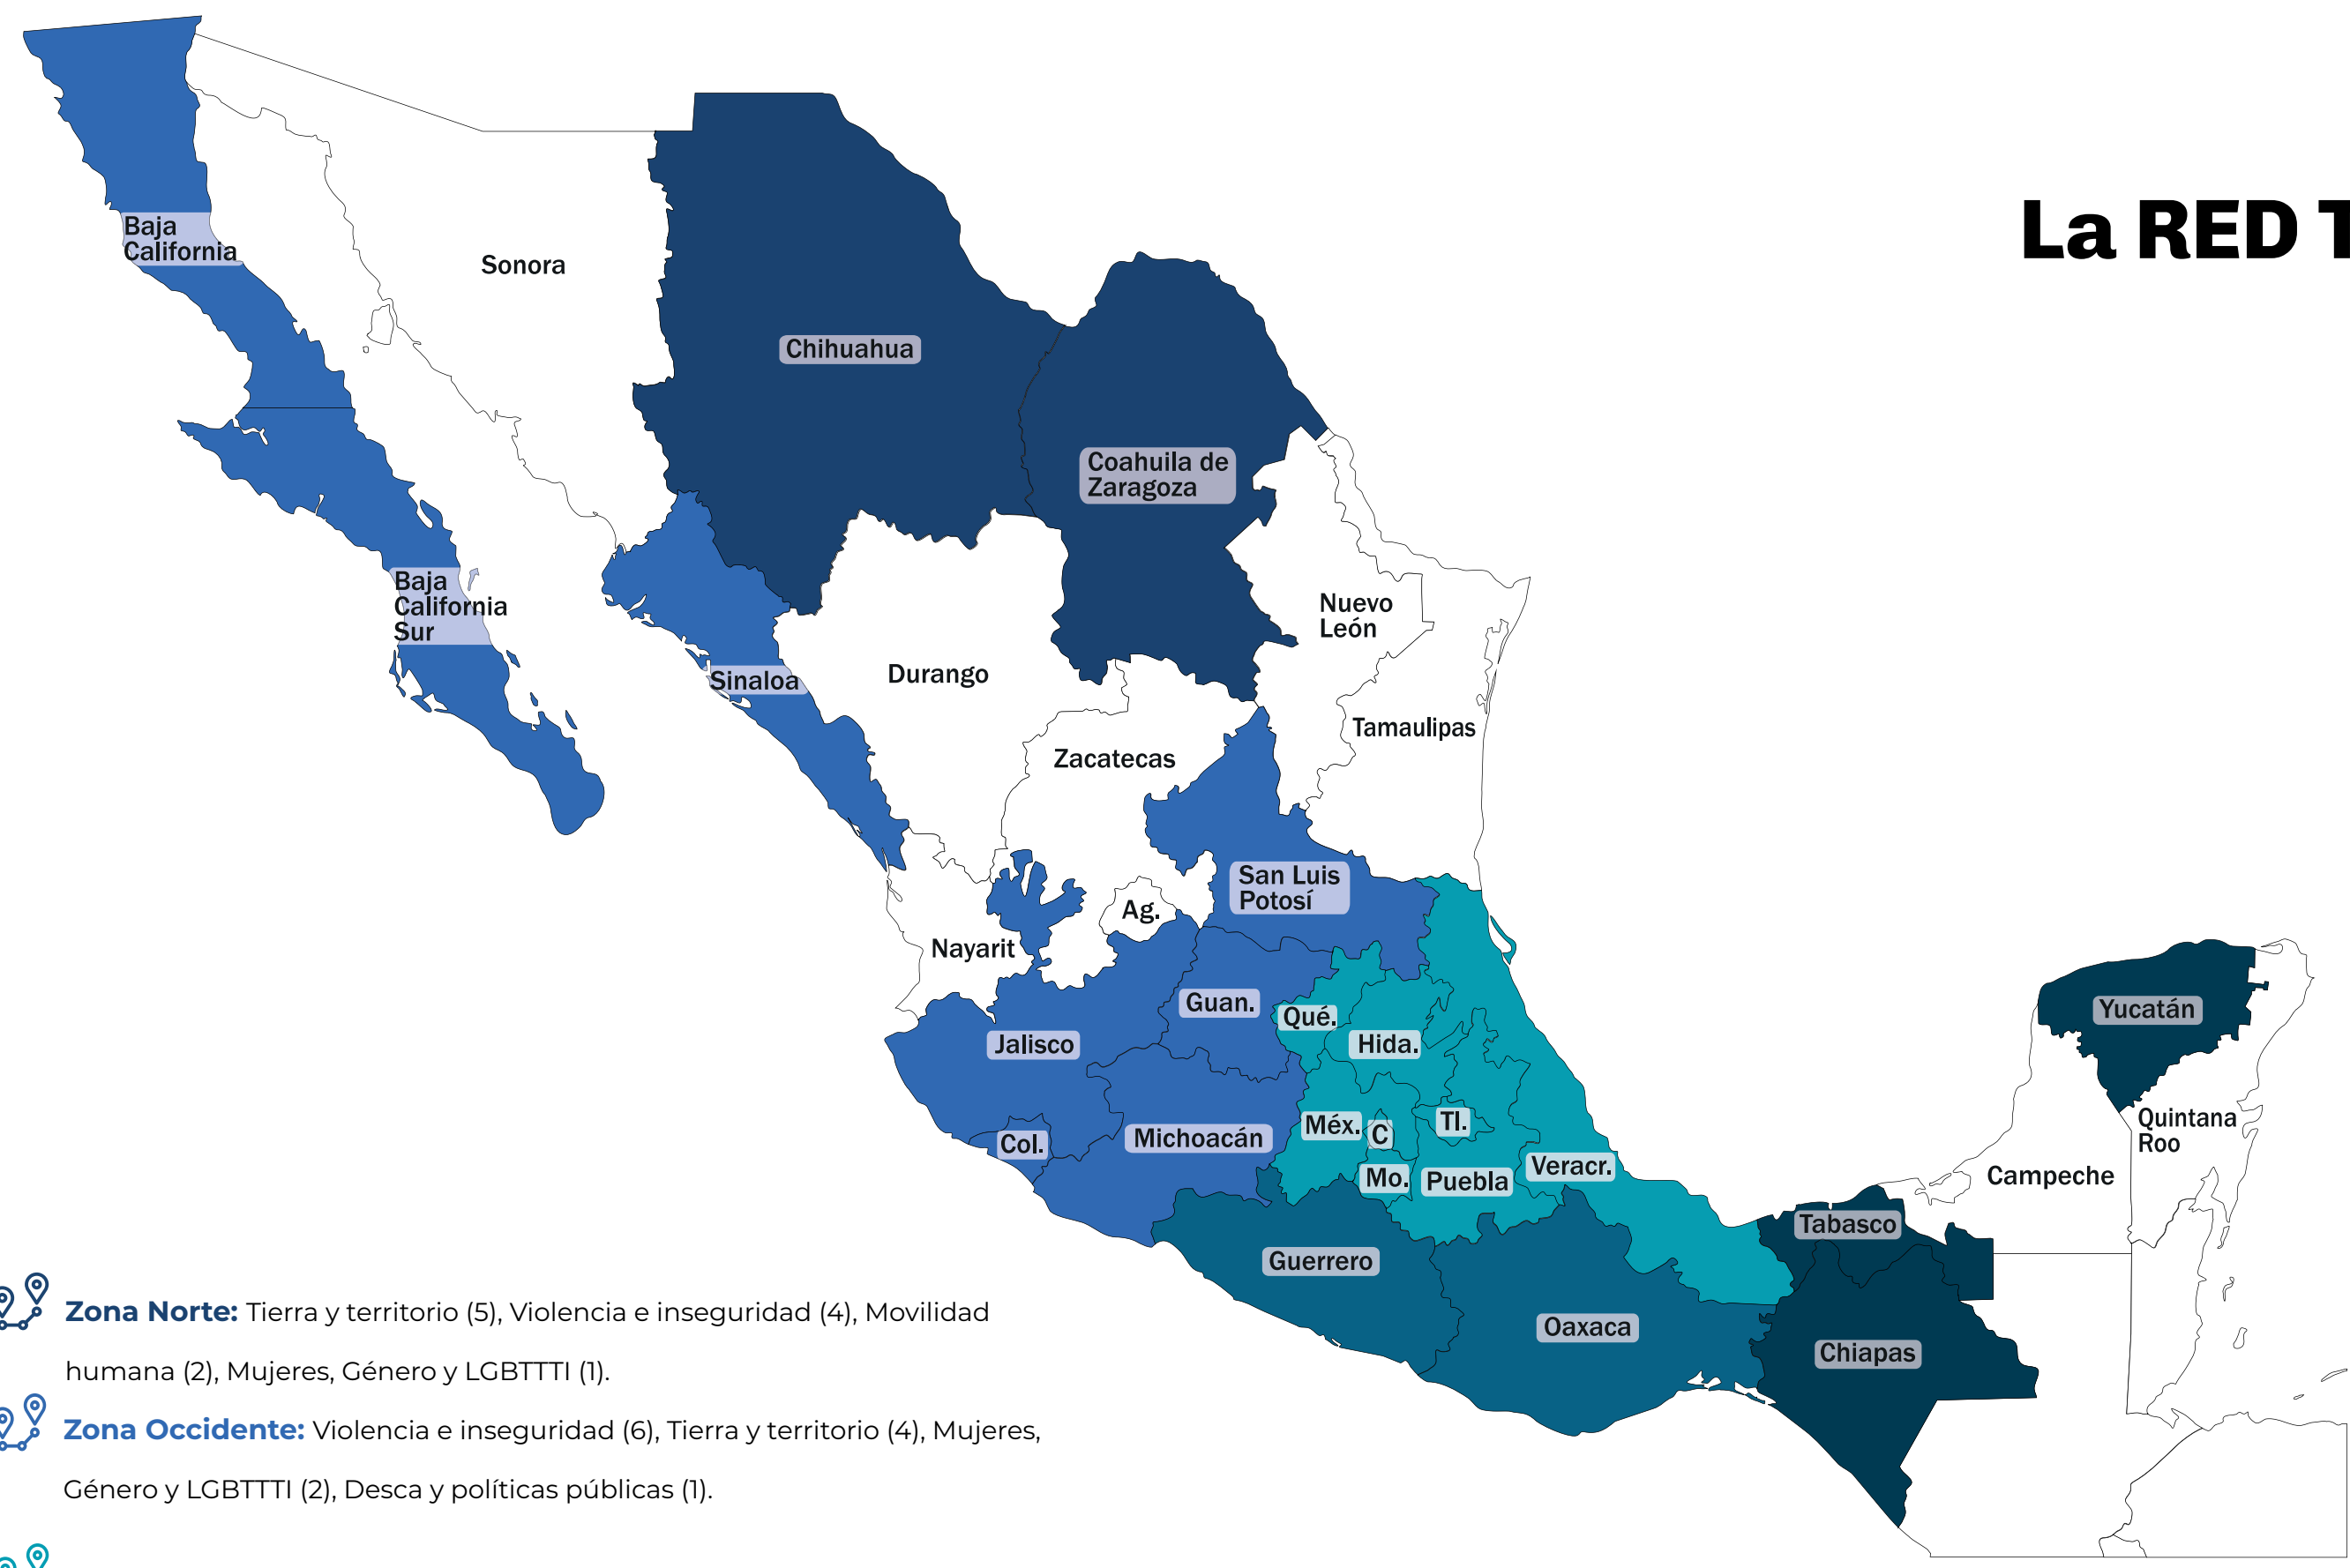 La RED T
Baja
California
Sonora
Chihuahua
Coahuila de
Zaragoza
Baja
California
Sur
Sinaloa
Durango
Nuevo
León
Tamaulipas
Zacatecas
San Luis
Potosí
Ag.
Nayarit
Guan.
Qué.
Hida.
Jalisco
Yucatán
Quintana
Roo
Campeche
Col.
Michoacán
Méx.
C
Tl.
Mo.
Puebla
Veracr.
Tabasco
Guerrero
Oaxaca
Chiapas
Zona Norte: Tierra y territorio (5), Violencia e inseguridad (4), Movilidad
humana (2), Mujeres, Género y LGBTTTI (1).
Zona Occidente: Violencia e inseguridad (6), Tierra y territorio (4), Mujeres,
Género y LGBTTTI (2), Desca y políticas públicas (1).